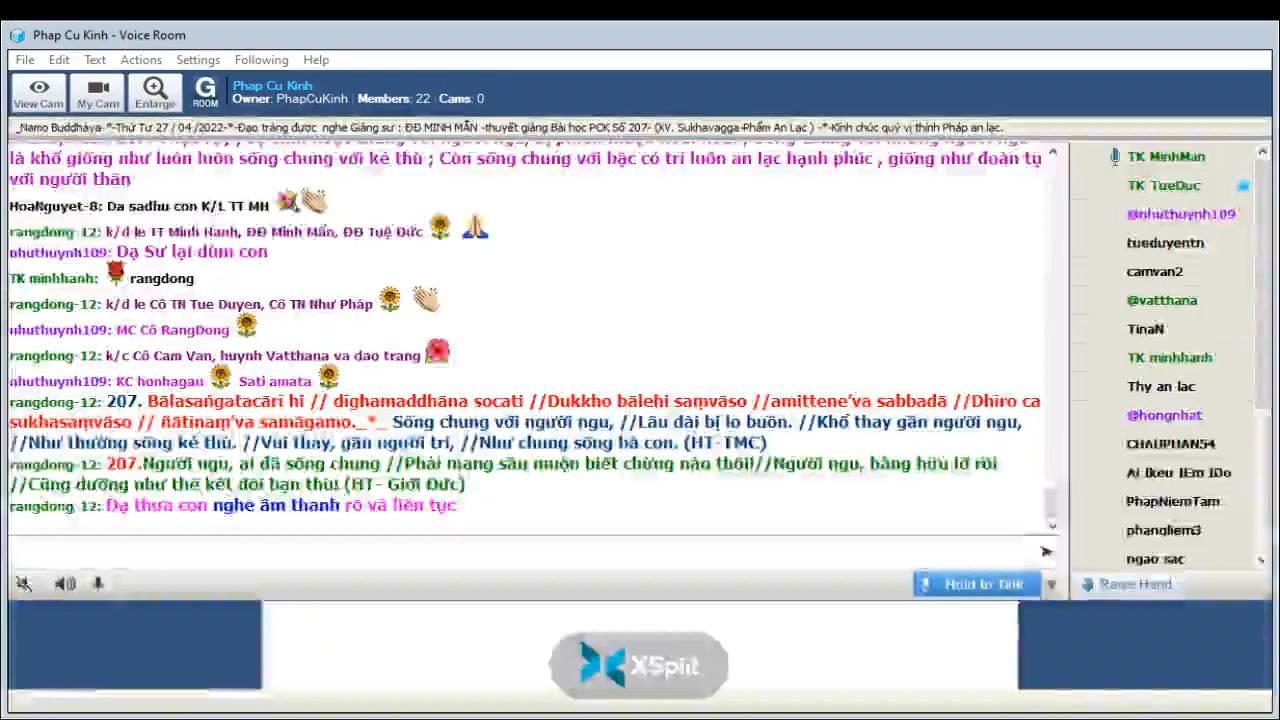 Phap Cu Kinh - Voice Room
File Edit Text Actions Settings Following Help
View Cam My Cam Enlarge G ROOM
Phap Cu Kinh
Owner: PhapCuKinh Members: 22 Cams: 0
_Namo Buddhàya *-Thứ Tư 27 / 04 /2022-*-Đạo tràng được nghe Giảng sư : ĐĐ MINH MẪN -thuyết giảng Bài học PCK Số 207- (XV. Sukhavagga-Phẩm An Lạc ) -*-Kính chúc quý vị thính Pháp an lạc.
là khổ giống như luôn luôn sống chung với kẻ thù ; Còn sống chung với bậc có trí luôn an lạc hạnh phúc , giống như đoàn tụ
với người thân
HoaNguyet-8: Da sadhu con K/L TT MH
rangdong-12: k/d le TT Minh Hanh, ĐĐ Minh Mẩn, ĐĐ Tuệ Đức
nhuthuynh109: Dạ Sư lại dùm con
TK minhhanh: rangdong
rangdong-12: k/d le Cô TN Tue Duyen, Cô TN Như Pháp
nhuthuynh109: MC Cô RangDong
rangdong-12: k/c Cô Cam Van, huynh Vatthana va dao trang
nhuthuynh109: KC honhagau Sati amata
rangdong-12: 207. Bālasaṅgatacārī hi // dīghamaddhāna socati //Dukkho bālehi saṃvāso //amitteneʼva sabbadā //Dhīro ca
sukhasaṃvāso // ñātīnaṃʼva samāgamo._*_ Sống chung với người ngu, //Lâu dài bị lo buồn. //Khổ thay gần người ngu,
//Như thường sống kẻ thù. //Vui thay, gần người trí, //Như chung sống bà con. (HT-TMC)
rangdong-12: 207.Người ngu, ai đã sống chung //Phải mang sầu muộn biết chừng nào thôi!//Người ngu, bằng hữu lỡ rồi
//Cũng dường như thể kết đôi bạn thù! (HT- Giới Đức)
rangdong-12: Dạ thưa con nghe âm thanh rõ và liên tục
Hold to Talk
TK MinhMan
TK TueDuc
@nhuthuynh109
tueduyentn
camvan2
@vatthana
TinaN
TK minhhanh
Thy an lac
@hongnhat
CHAUPHAN54
Ai lkeu lEm lDo
PhapNiemTam
phangliem3
ngao sac
Raise Hand
XSplit